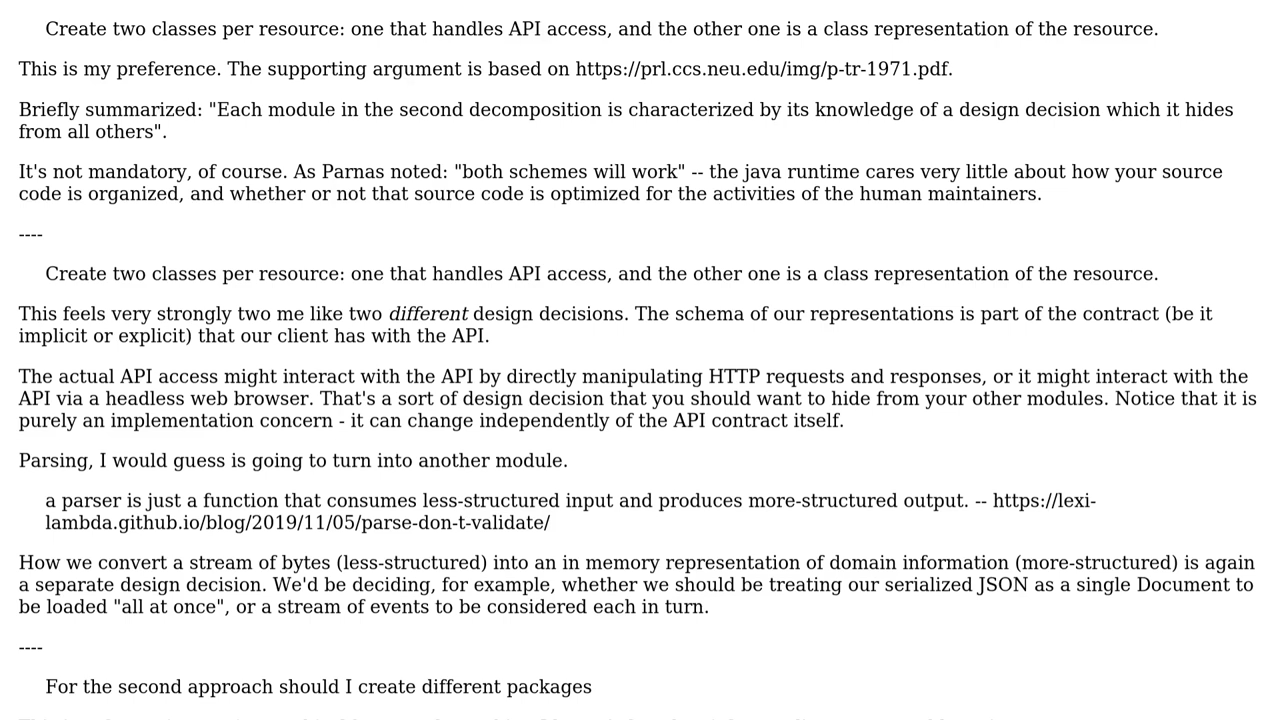 Create two classes per resource: one that handles API access, and the other one is a class representation of the resource.
This is my preference. The supporting argument is based on https://prl.ccs.neu.edu/img/p-tr-1971.pdf.
Briefly summarized: "Each module in the second decomposition is characterized by its knowledge of a design decision which it hides
from all others".
It's not mandatory, of course. As Parnas noted: "both schemes will work" -- the java runtime cares very little about how your source
code is organized, and whether or not that source code is optimized for the activities of the human maintainers.
----
Create two classes per resource: one that handles API access, and the other one is a class representation of the resource.
This feels very strongly two me like two different design decisions. The schema of our representations is part of the contract (be it
implicit or explicit) that our client has with the API.
The actual API access might interact with the API by directly manipulating HTTP requests and responses, or it might interact with the
API via a headless web browser. That's a sort of design decision that you should want to hide from your other modules. Notice that it is
purely an implementation concern - it can change independently of the API contract itself.
Parsing, I would guess is going to turn into another module.
a parser is just a function that consumes less-structured input and produces more-structured output. -- https://lexi-
lambda.github.io/blog/2019/11/05/parse-don-t-validate/
How we convert a stream of bytes (less-structured) into an in memory representation of domain information (more-structured) is again
a separate design decision. We'd be deciding, for example, whether we should be treating our serialized JSON as a single Document to
be loaded "all at once", or a stream of events to be considered each in turn.
----
For the second approach should I create different packages